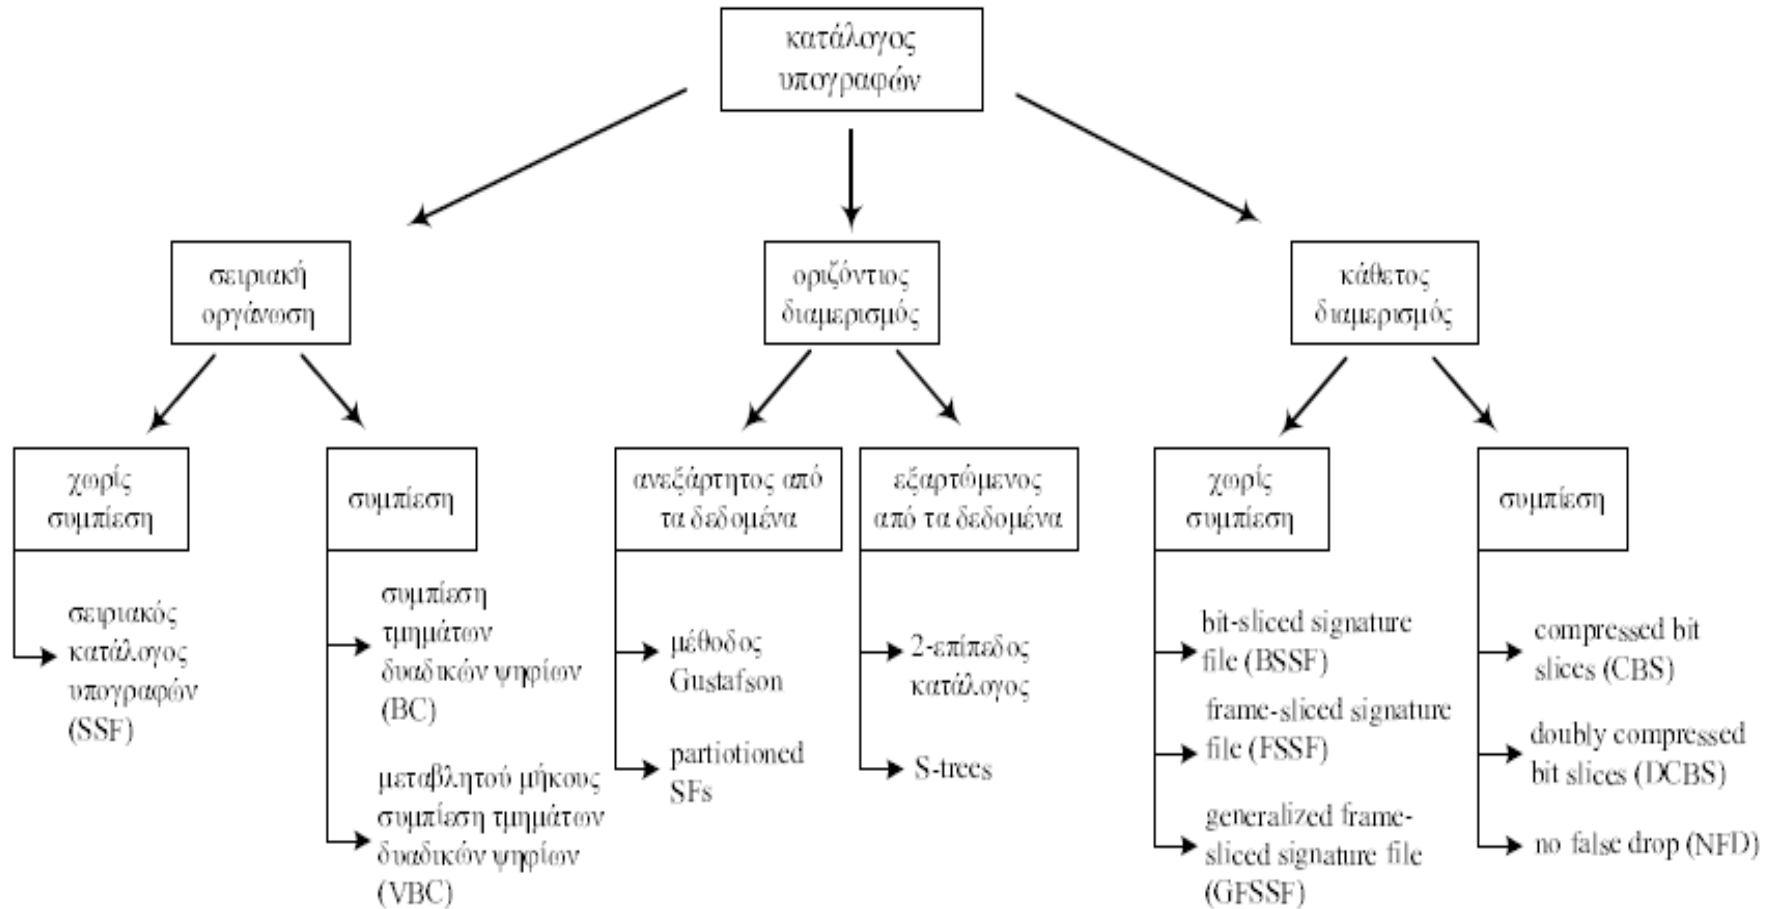 κατάλογος
υπογραφών
σειριακή
οργάνωση
οριζόντιος
διαμερισμός
κάθετος
διαμερισμός
χωρίς
συμπίεση
συμπίεση
ανεξάρτητος από
τα δεδομένα
εξαρτώμενος
από τα δεδομένα
χωρίς
συμπίεση
συμπίεση
σειριακός
κατάλογος
υπογραφών
(SSF)
συμπίεση
τμημάτων
δυαδικών ψηφίων
(BC)
μεταβλητού μήκους
συμπίεση τμημάτων
δυαδικών ψηφίων
(VBC)
μέθοδος
Gustafson
partiotioned
SFs
2-επίπεδος
κατάλογος
S-trees
bit-sliced signature
file (BSSF)
frame-sliced signature
file (FSSF)
generalized frame-
sliced signature file
(GFSSF)
compressed bit
slices (CBS)
doubly compressed
bit slices (DCBS)
no false drop (NFD)